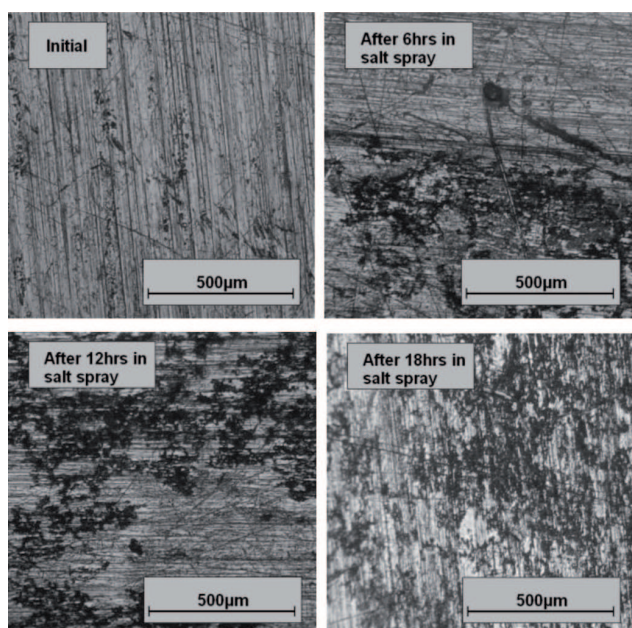 Initial
500µm
After 6hrs in
salt spray
500µm
After 12hrs in
salt spray
500µm
After 18hrs in
salt spray
500µm